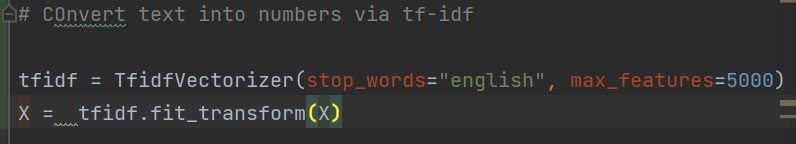 # COnvert text into numbers via tf-idf
tfidf = TfidfVectorizer(stop_words="english", max_features=5000)
X =  tfidf.fit_transform(X)